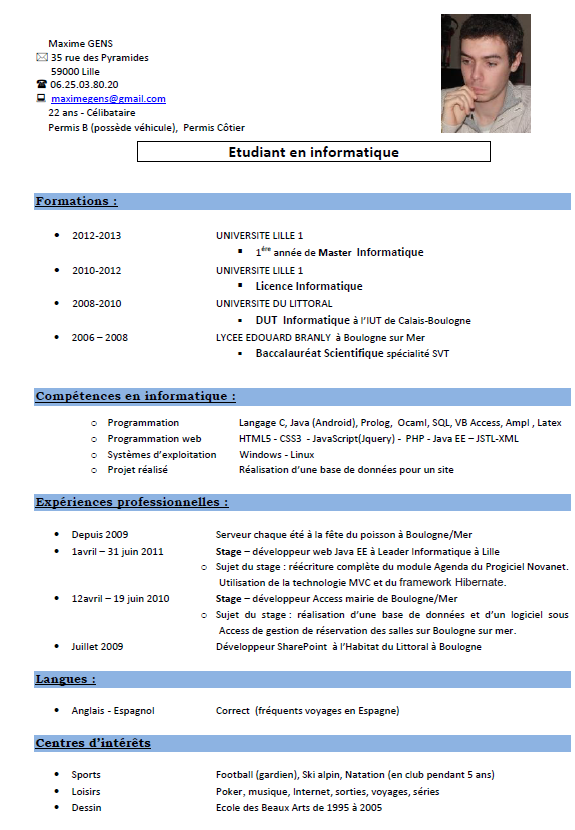 Maxime GENS
35 rue des Pyramides
59000 Lille
06.25.03.80.20
maximegens@gmail.com
22 ans - Célibataire
Permis B (possède véhicule), Permis Côtier
Etudiant en informatique
Formations :
• 2012-2013 UNIVERSITE LILLE 1
▪ 1ére année de Master Informatique
• 2010-2012 UNIVERSITE LILLE 1
▪ Licence Informatique
• 2008-2010 UNIVERSITE DU LITTORAL
▪ DUT Informatique à l'IUT de Calais-Boulogne
• 2006 – 2008 LYCEE EDOUARD BRANLY à Boulogne sur Mer
▪ Baccalauréat Scientifique spécialité SVT
Compétences en informatique :
o Programmation Langage C, Java (Android), Prolog, Ocaml, SQL, VB Access, Ampl , Latex
o Programmation web HTML5 - CSS3 - JavaScript(Jquery) - PHP - Java EE – JSTL-XML
o Systèmes d'exploitation Windows - Linux
o Projet réalisé Réalisation d'une base de données pour un site
Expériences professionnelles :
• Depuis 2009 Serveur chaque été à la fête du poisson à Boulogne/Mer
• 1avril – 31 juin 2011 Stage – développeur web Java EE à Leader Informatique à Lille
o Sujet du stage : réécriture complète du module Agenda du Progiciel Novanet.
Utilisation de la technologie MVC et du framework Hibernate.
• 12avril – 19 juin 2010 Stage – développeur Access mairie de Boulogne/Mer
o Sujet du stage : réalisation d'une base de données et d'un logiciel sous
Access de gestion de réservation des salles sur Boulogne sur mer.
• Juillet 2009 Développeur SharePoint à l'Habitat du Littoral à Boulogne
Langues :
• Anglais - Espagnol Correct (fréquents voyages en Espagne)
Centres d'intérêts
• Sports Football (gardien), Ski alpin, Natation (en club pendant 5 ans)
• Loisirs Poker, musique, Internet, sorties, voyages, séries
• Dessin Ecole des Beaux Arts de 1995 à 2005